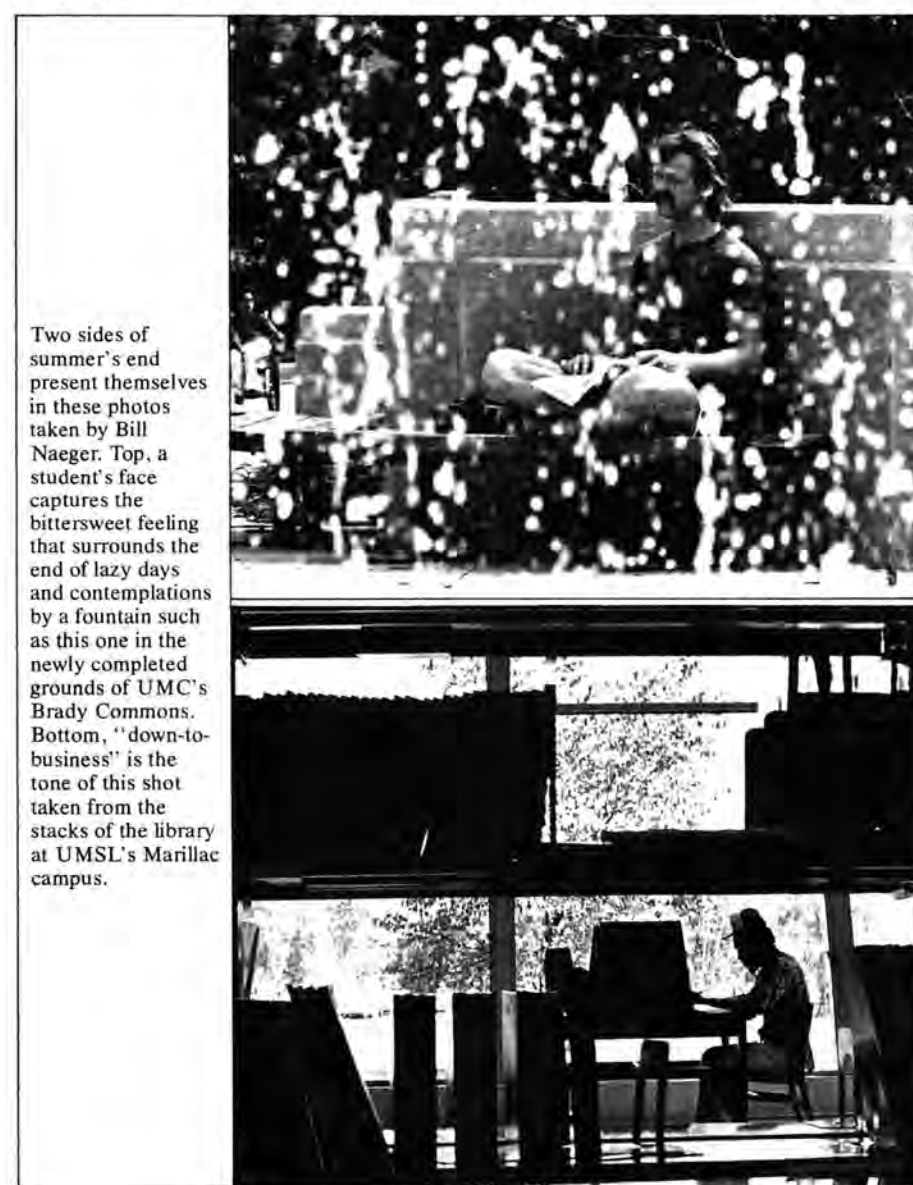 Two sides of
summer's end
present themselves
in these photos
taken by Bill
Naeger. Top, a
student's face
captures the
bittersweet feeling
that surrounds the
end of lazy days
and contemplations
by a fountain such
as this one in the
newly completed
grounds of UMC's
Brady Commons.
Bottom, "down-to-
business" is the
tone of this shot
taken from the
stacks of the library
at UMSL's Marillac
campus.